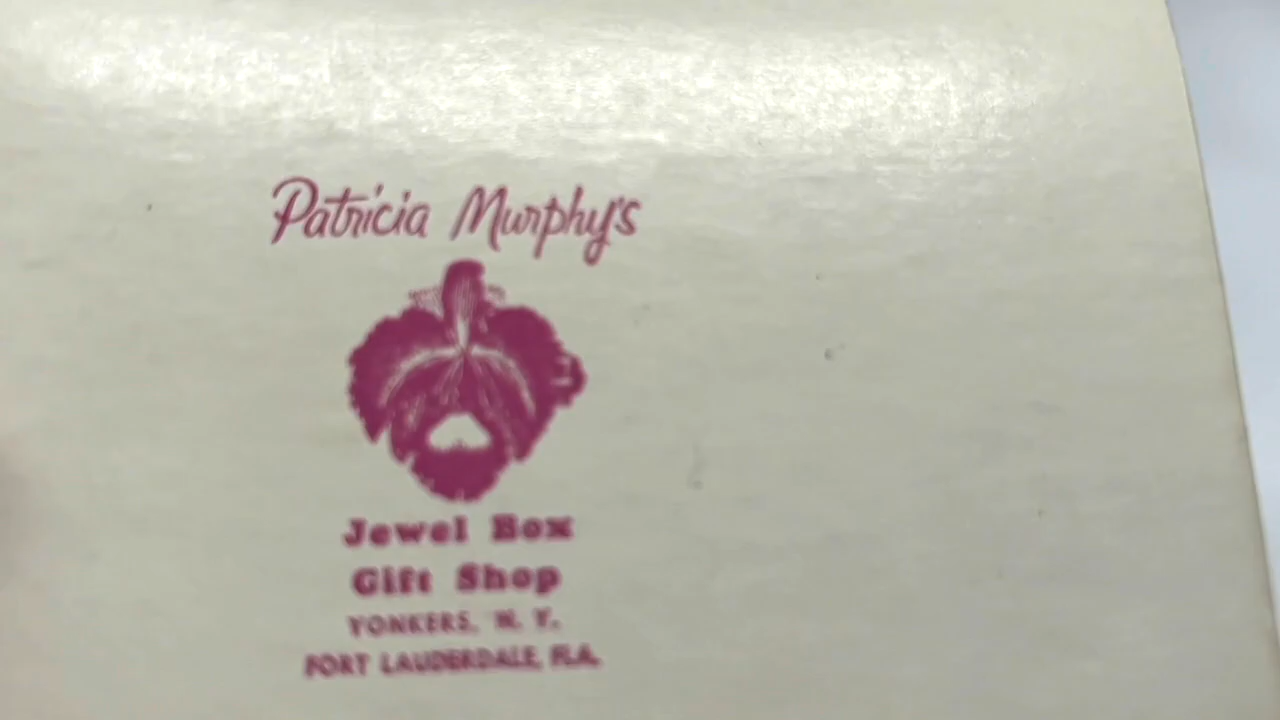 Patricia Murphy's
Jewel Box
Gift Shop
YONKERS, N. Y.
FORT LAUDERDALE, FLA.